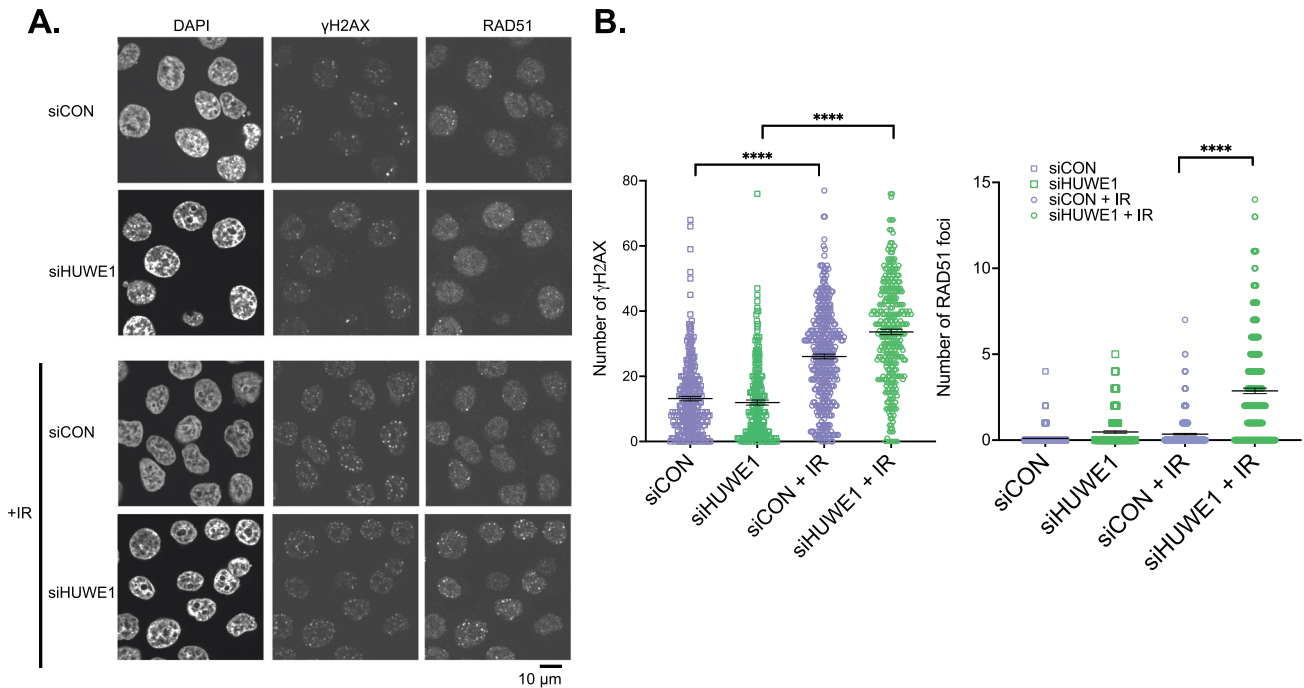 A.
DAPI
γH2AX
RAD51
siCON
siHUWE1
+IR
siCON
siHUWE1
10 µm
B.
****
****
Number of γH2AX
80
60
40
20
0
siCON
siHUWE1
siCON + IR
siHUWE1 + IR
siCON
siHUWE1
siCON + IR
siHUWE1 + IR
****
Number of RAD51 foci
15
10
5
0
siCON
siHUWE1
siCON + IR
siHUWE1 + IR